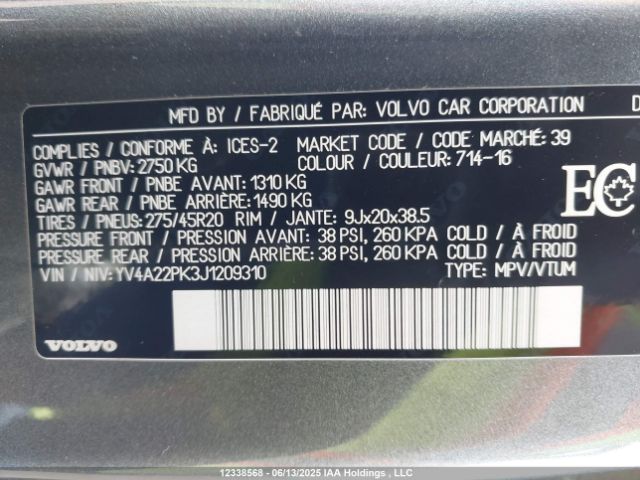 MFD BY / FABRIQUÉ PAR: VOLVO CAR CORPORATION D
COMPLIES / CONFORME À: ICES-2 MARKET CODE / CODE MARCHÉ: 39
GVWR / PNBV: 2750 KG COLOUR / COULEUR: 714-16
GAWR FRONT / PNBE AVANT: 1310 KG
GAWR REAR / PNBE ARRIÈRE: 1490 KG
TIRES / PNEUS: 275/45R20 RIM / JANTE: 9Jx20x38.5
PRESSURE FRONT / PRESSION AVANT: 38 PSI, 260 KPA COLD / À FROID
PRESSURE REAR / PRESSION ARRIÈRE: 38 PSI, 260 KPA COLD / À FROID
VIN / NIV: YV4A22PK3J1209310 TYPE: MPV/VTUM
EC
VOLVO
12338568 - 06/13/2025 IAA Holdings , LLC